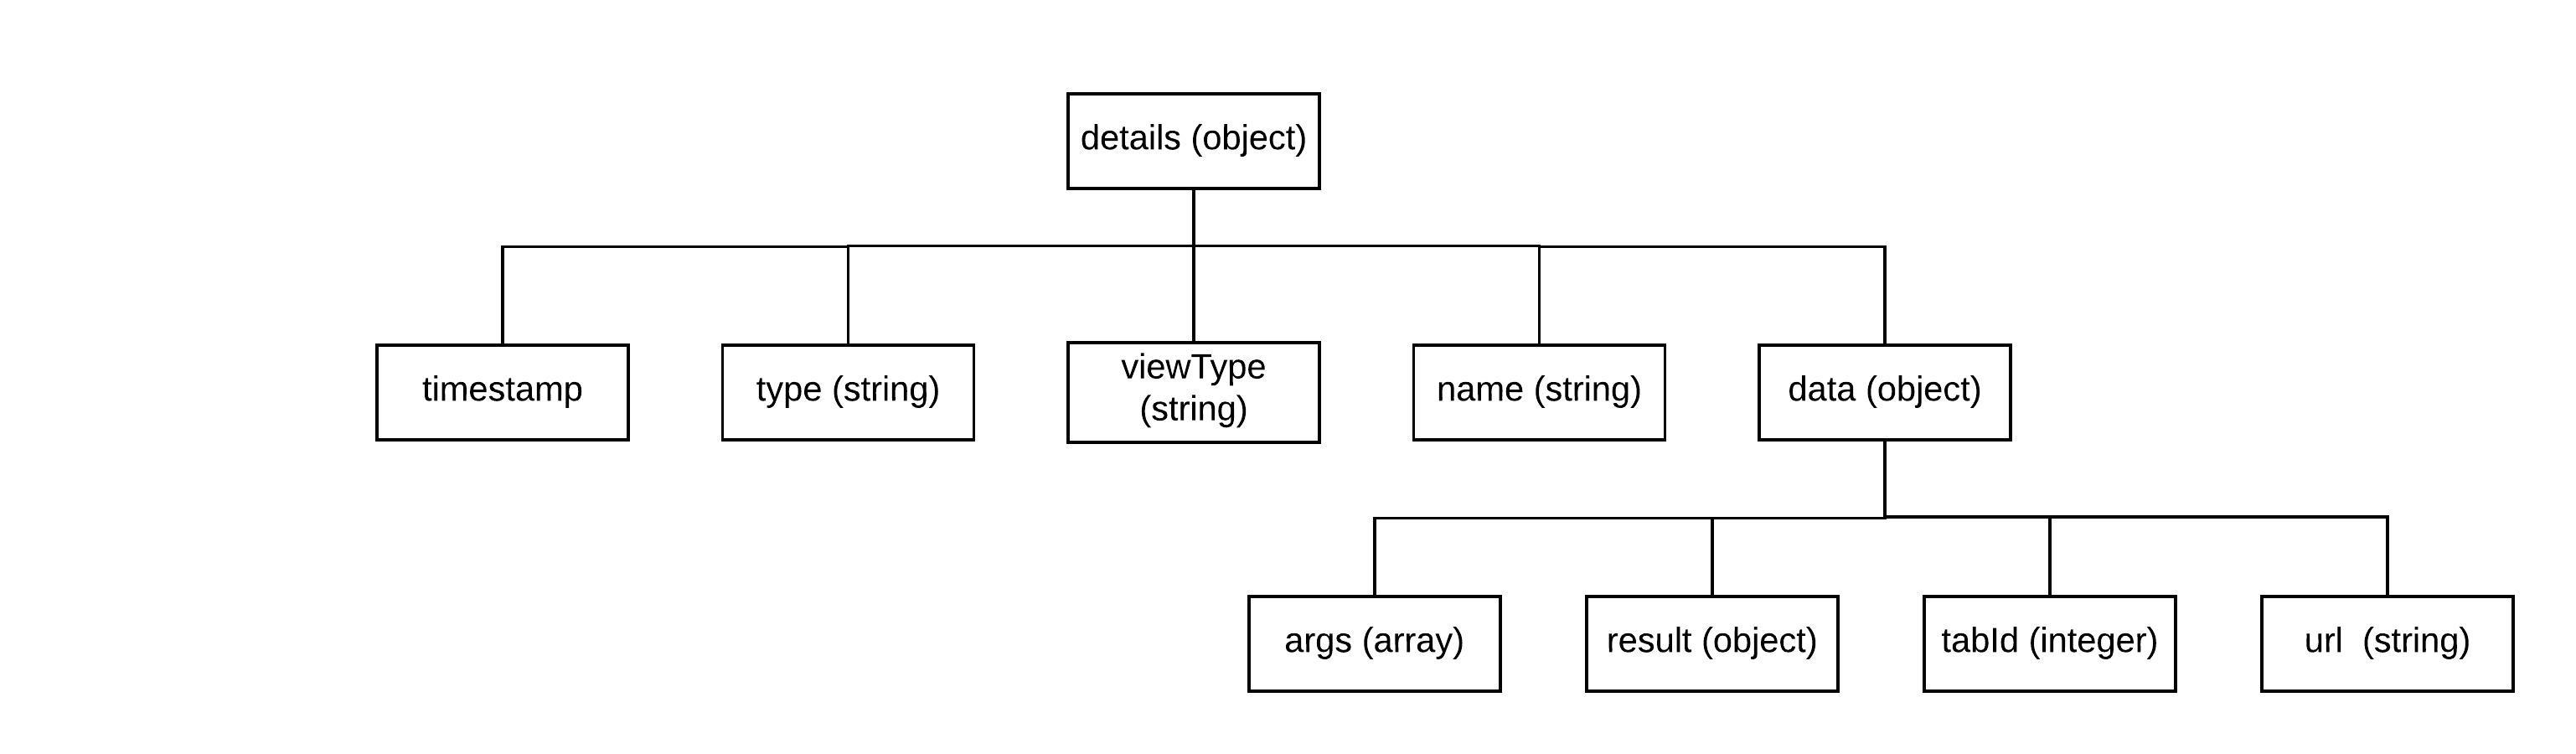 details (object)
timestamp
type (string)
viewType
(string)
name (string)
data (object)
args (array)
result (object)
tabId (integer)
url  (string)